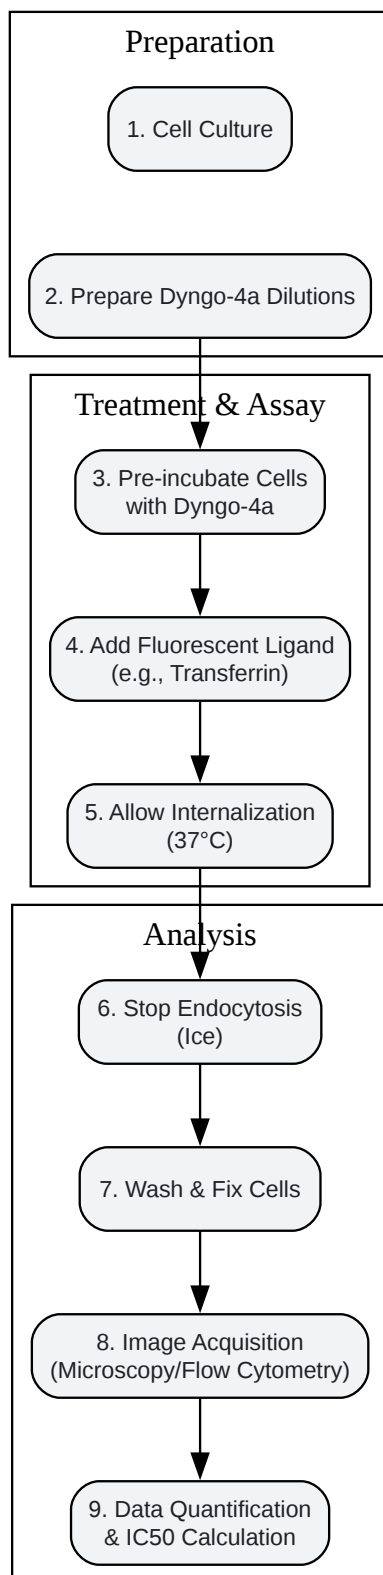 Preparation
1. Cell Culture
2. Prepare Dyngo-4a Dilutions
Treatment & Assay
3. Pre-incubate Cells
with Dyngo-4a
4. Add Fluorescent Ligand
(e.g., Transferrin)
5. Allow Internalization
(37°C)
Analysis
6. Stop Endocytosis
(Ice)
7. Wash & Fix Cells
8. Image Acquisition
(Microscopy/Flow Cytometry)
9. Data Quantification
& IC50 Calculation